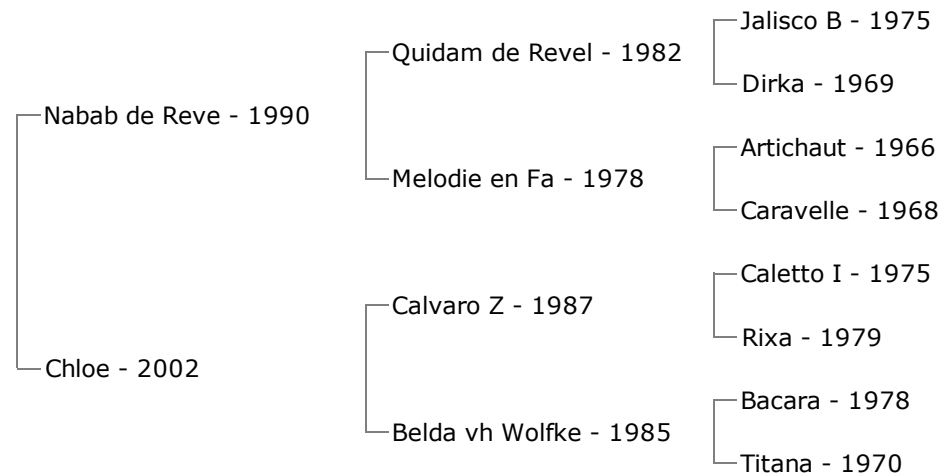 Jalisco B - 1975
Quidam de Revel - 1982
Dirka - 1969
Nabab de Reve - 1990
Artichaut - 1966
Melodie en Fa - 1978
Caravelle - 1968
Caletto I - 1975
Calvaro Z - 1987
Rixa - 1979
Chloe - 2002
Bacara - 1978
Belda vh Wolfke - 1985
Titana - 1970